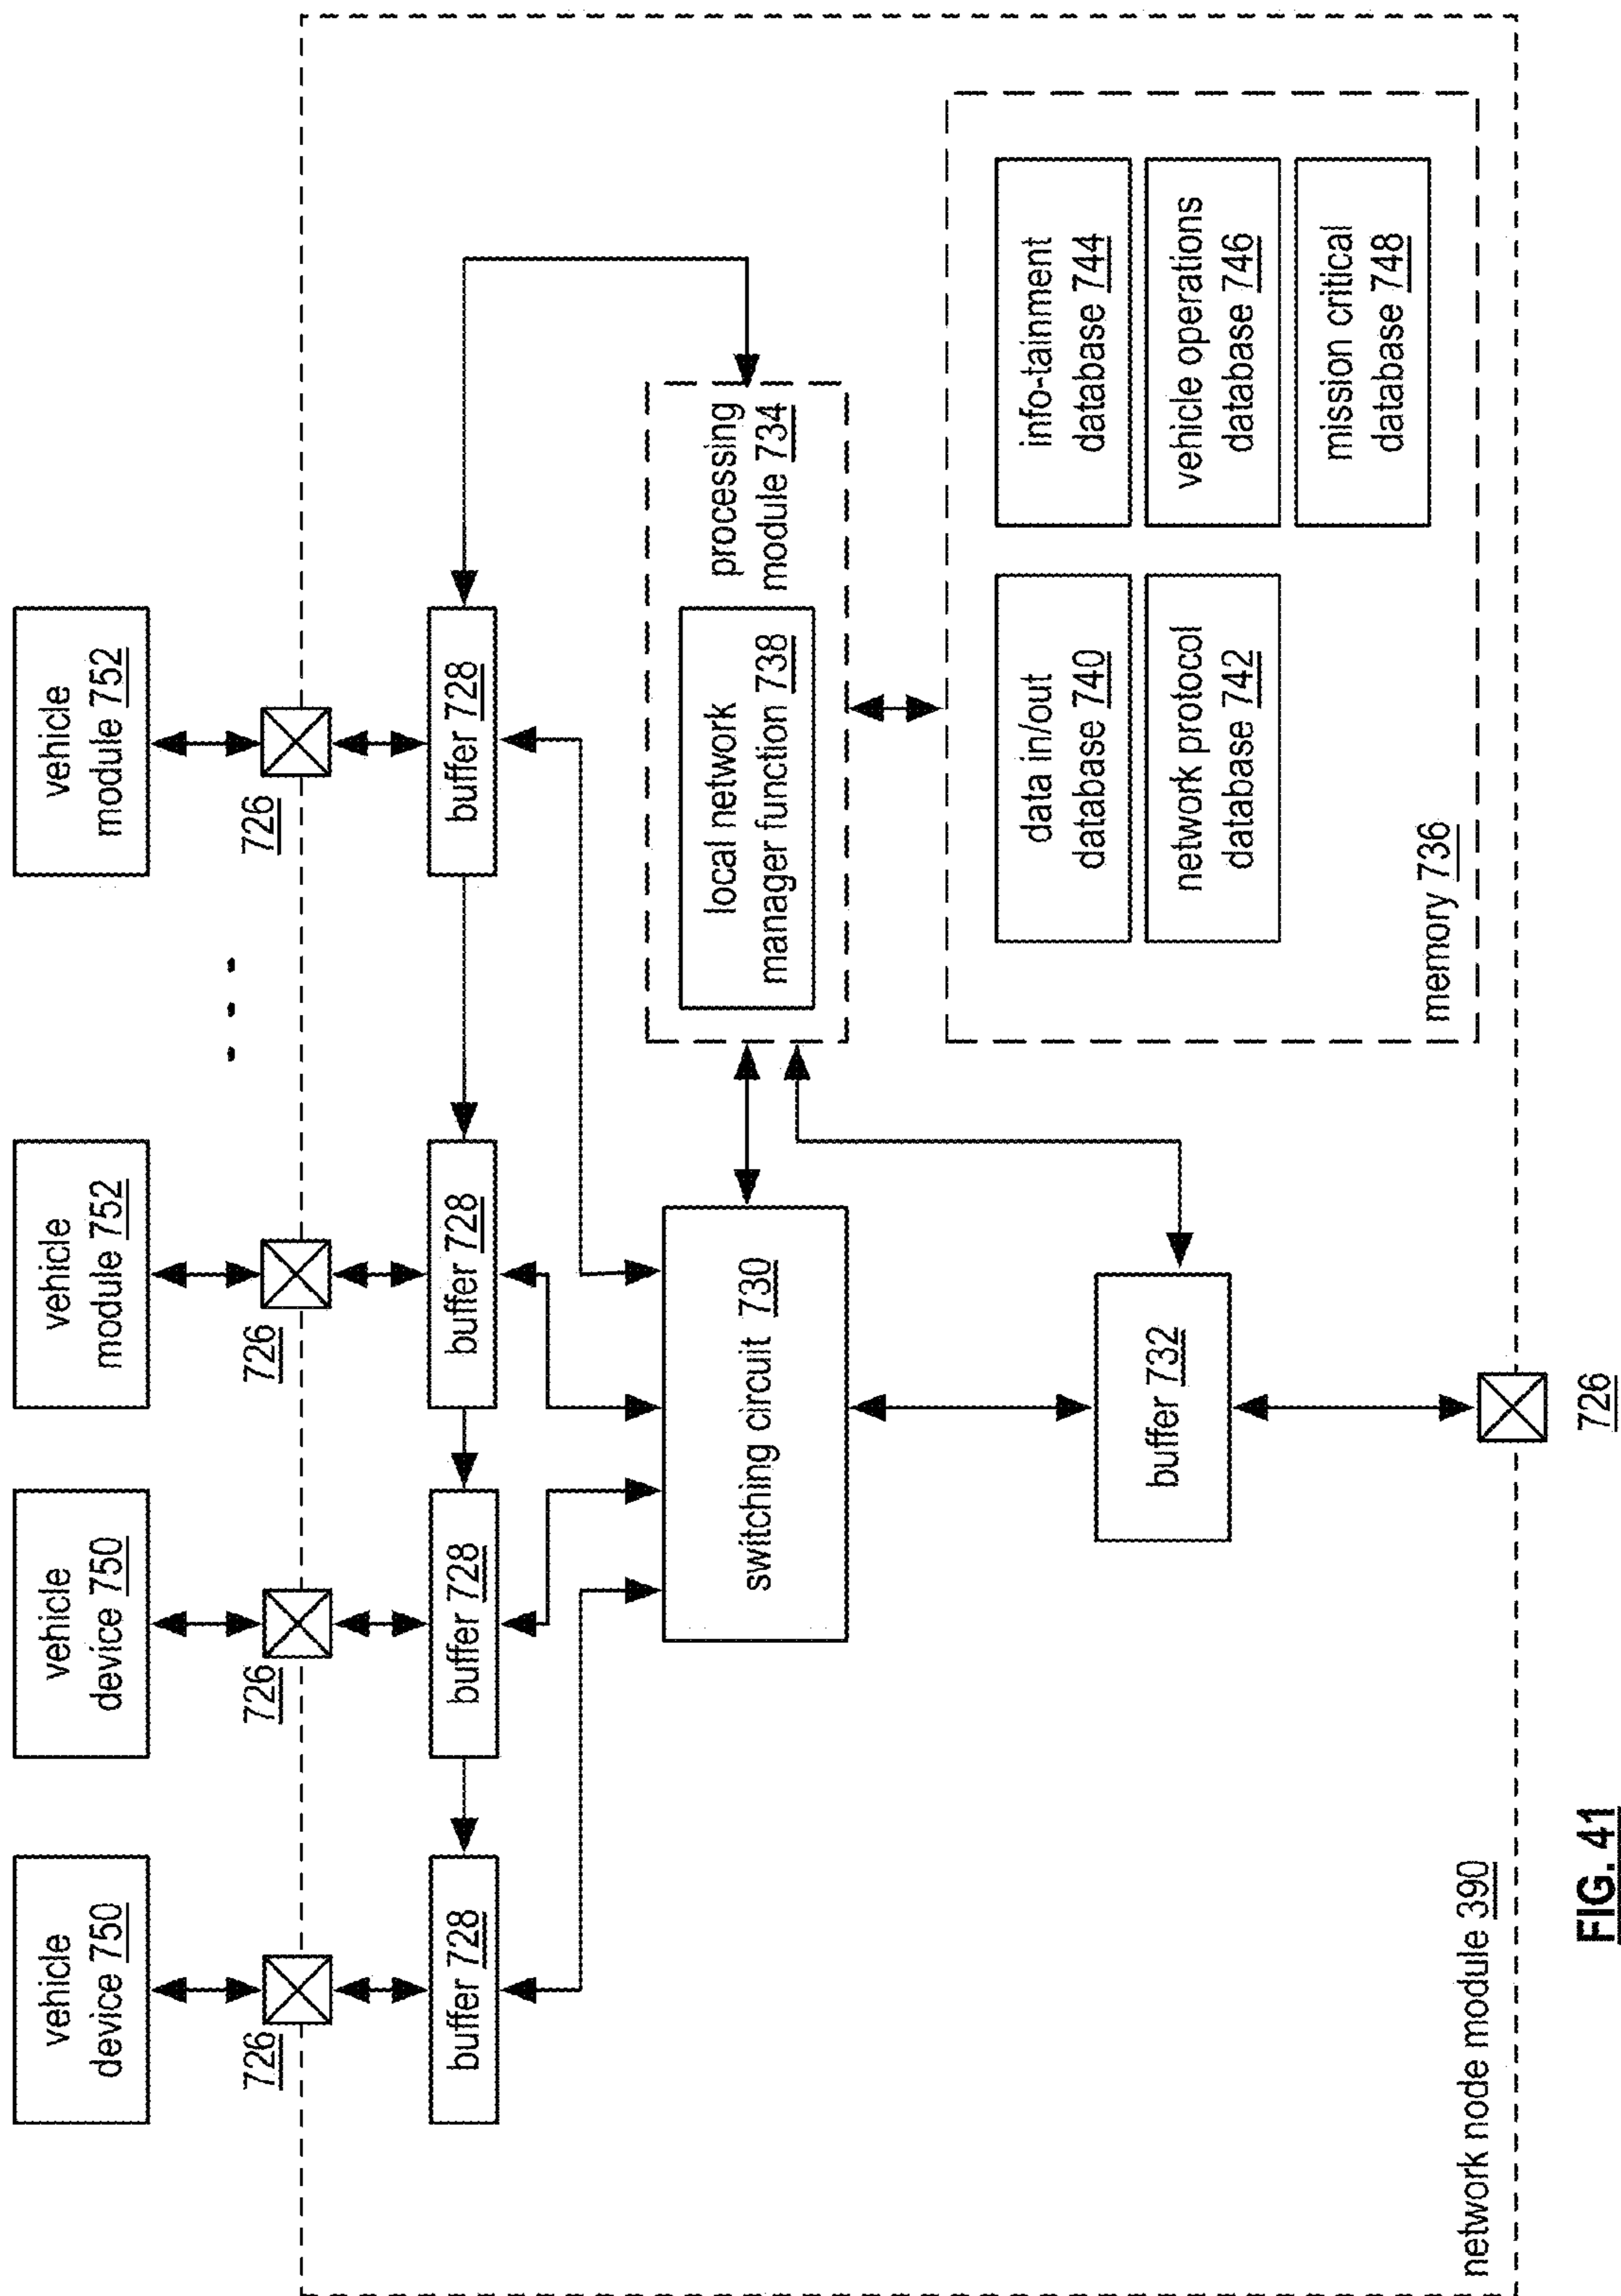 vehicle
device 750
vehicle
device 750
vehicle
module 752
vehicle
module 752
726
726
726
726
. . .
buffer 728
buffer 728
buffer 728
buffer 728
switching circuit 730
local network
manager function 738
processing
module 734
buffer 732
data in/out
database 740
network protocol
database 742
info-tainment
database 744
vehicle operations
database 746
mission critical
database 748
memory 736
network node module 390
726
FIG. 41